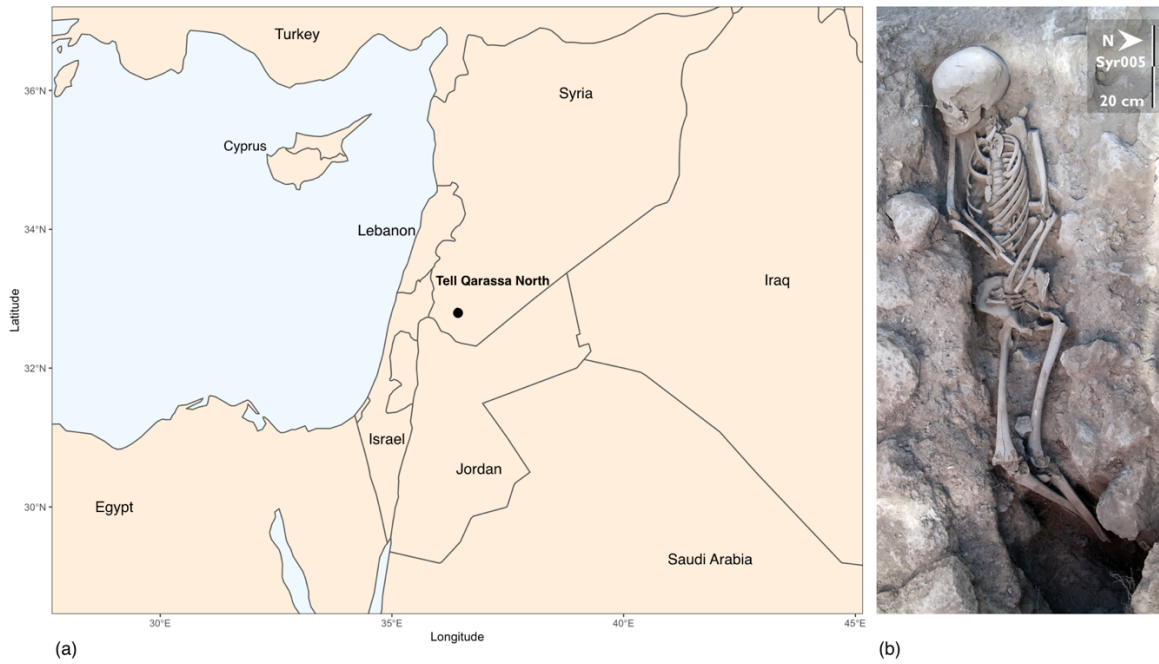 Turkey
36°N
Syria
Cyprus
34°N
Lebanon
Tell Qarassa North
Iraq
Latitude
32°N
Israel
Jordan
30°N
Egypt
Saudi Arabia
30°E
35°E
40°E
45°E
Longitude
(a)
N
Syr005
20 cm
(b)